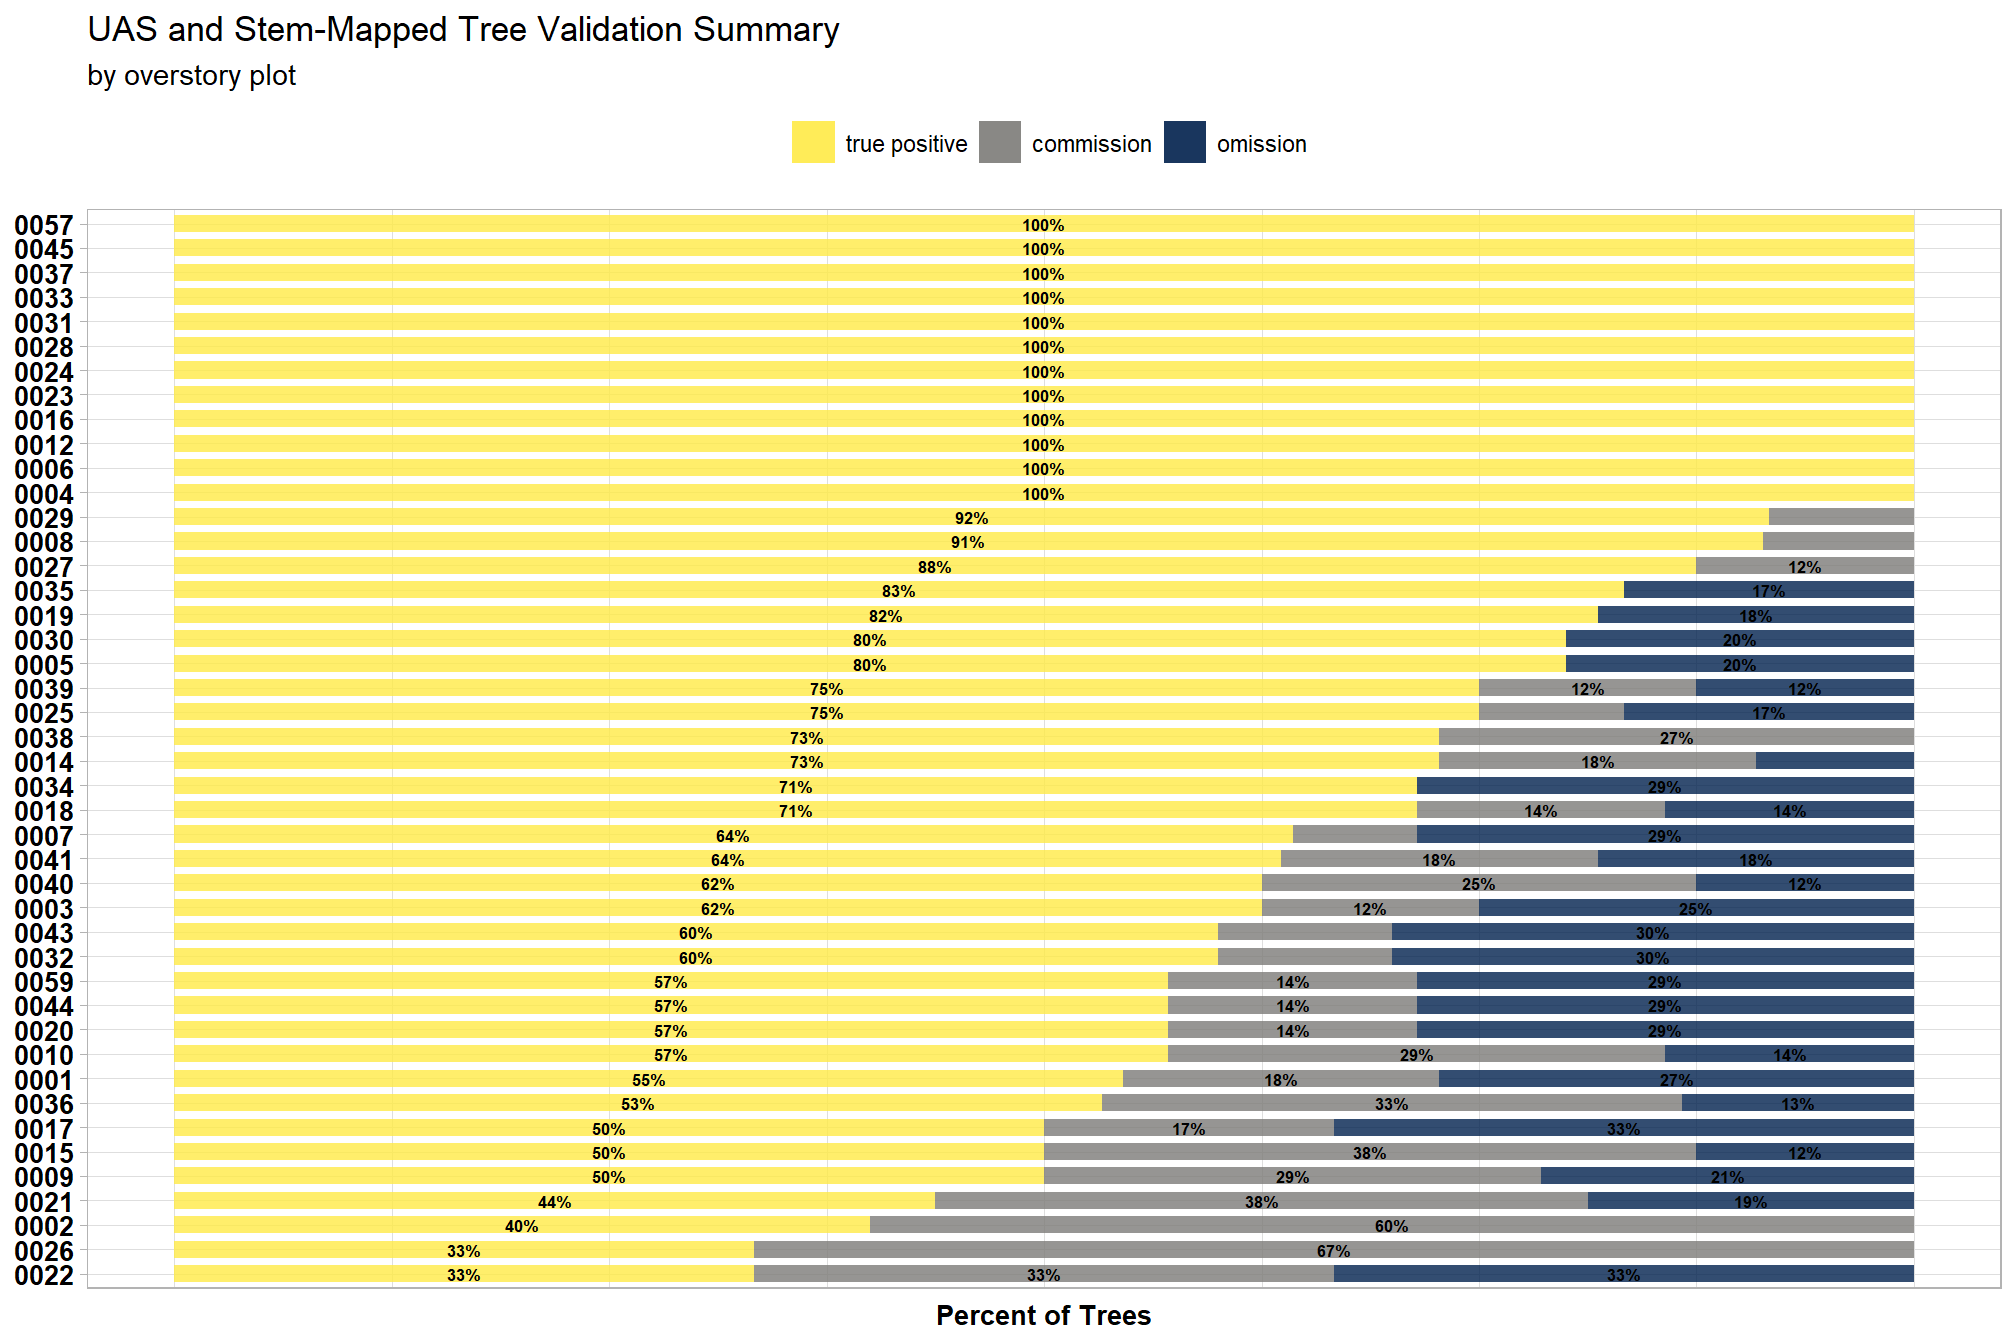 UAS and Stem-Mapped Tree Validation Summary
by overstory plot
true positive commission omission
0057 100%
0045 100%
0037 100%
0033 100%
0031 100%
0028 100%
0024 100%
0023 100%
0016 100%
0012 100%
0006 100%
0004 100%
0029 92%
0008 91%
0027 88% 12%
0035 83% 17%
0019 82% 18%
0030 80% 20%
0005 80% 20%
0039 75% 12% 12%
0025 75% 17%
0038 73% 27%
0014 73% 18%
0034 71% 29%
0018 71% 14% 14%
0007 64% 29%
0041 64% 18% 18%
0040 62% 25% 12%
0003 62% 12% 25%
0043 60% 30%
0032 60% 30%
0059 57% 14% 29%
0044 57% 14% 29%
0020 57% 14% 29%
0010 57% 29% 14%
0001 55% 18% 27%
0036 53% 33% 13%
0017 50% 17% 33%
0015 50% 38% 12%
0009 50% 29% 21%
0021 44% 38% 19%
0002 40% 60%
0026 33% 67%
0022 33% 33% 33%
Percent of Trees